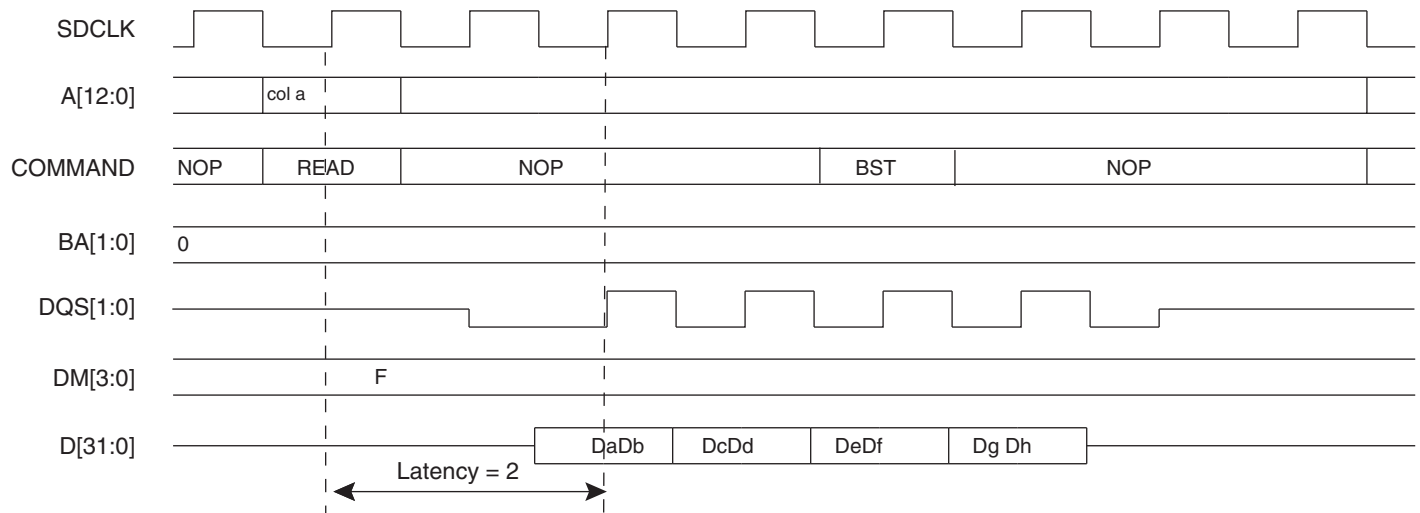 SDCLK
A[12:0] col a
COMMAND NOP READ NOP BST NOP
BA[1:0] 0
DQS[1:0]
DM[3:0] F
D[31:0] DaDb DcDd DeDf Dg Dh
Latency = 2